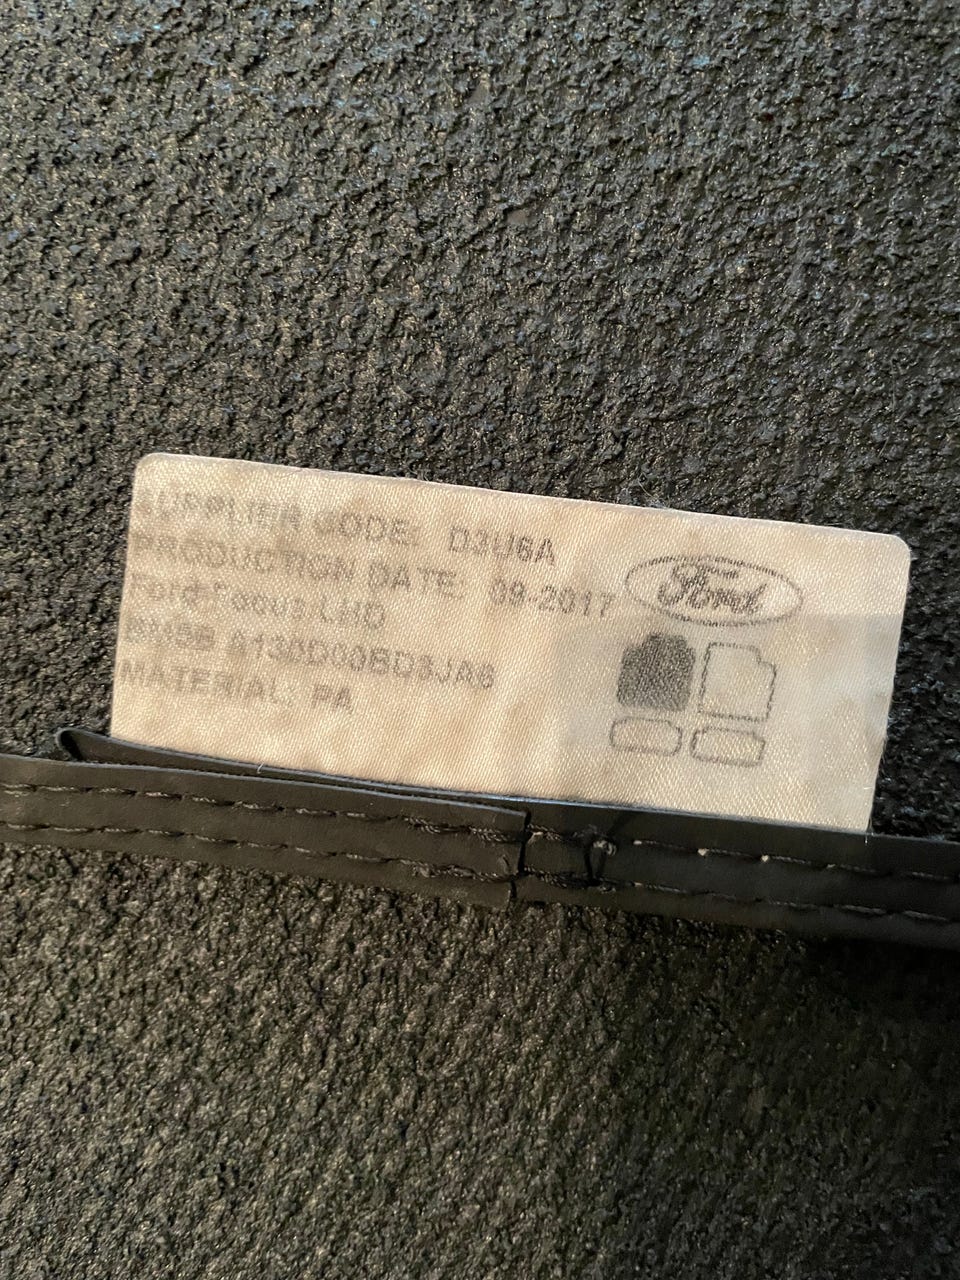 SUPPLIER CODE: D3U6A
PRODUCTION DATE: 09-2017
Ford Focus LHD
MATERIAL: PA
Ford